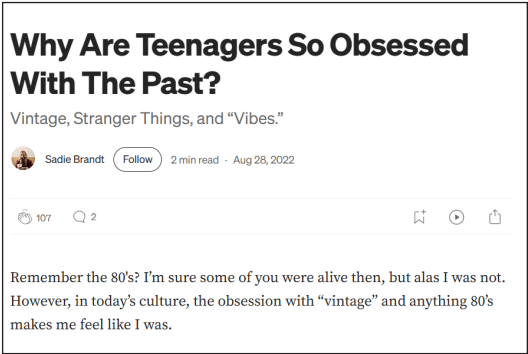 Why Are Teenagers So Obsessed
With The Past?
Vintage, Stranger Things, and “Vibes.”
Sadie Brandt Follow 2 min read · Aug 28, 2022
107 2
Remember the 80's? I’m sure some of you were alive then, but alas I was not.
However, in today’s culture, the obsession with “vintage” and anything 80’s
makes me feel like I was.